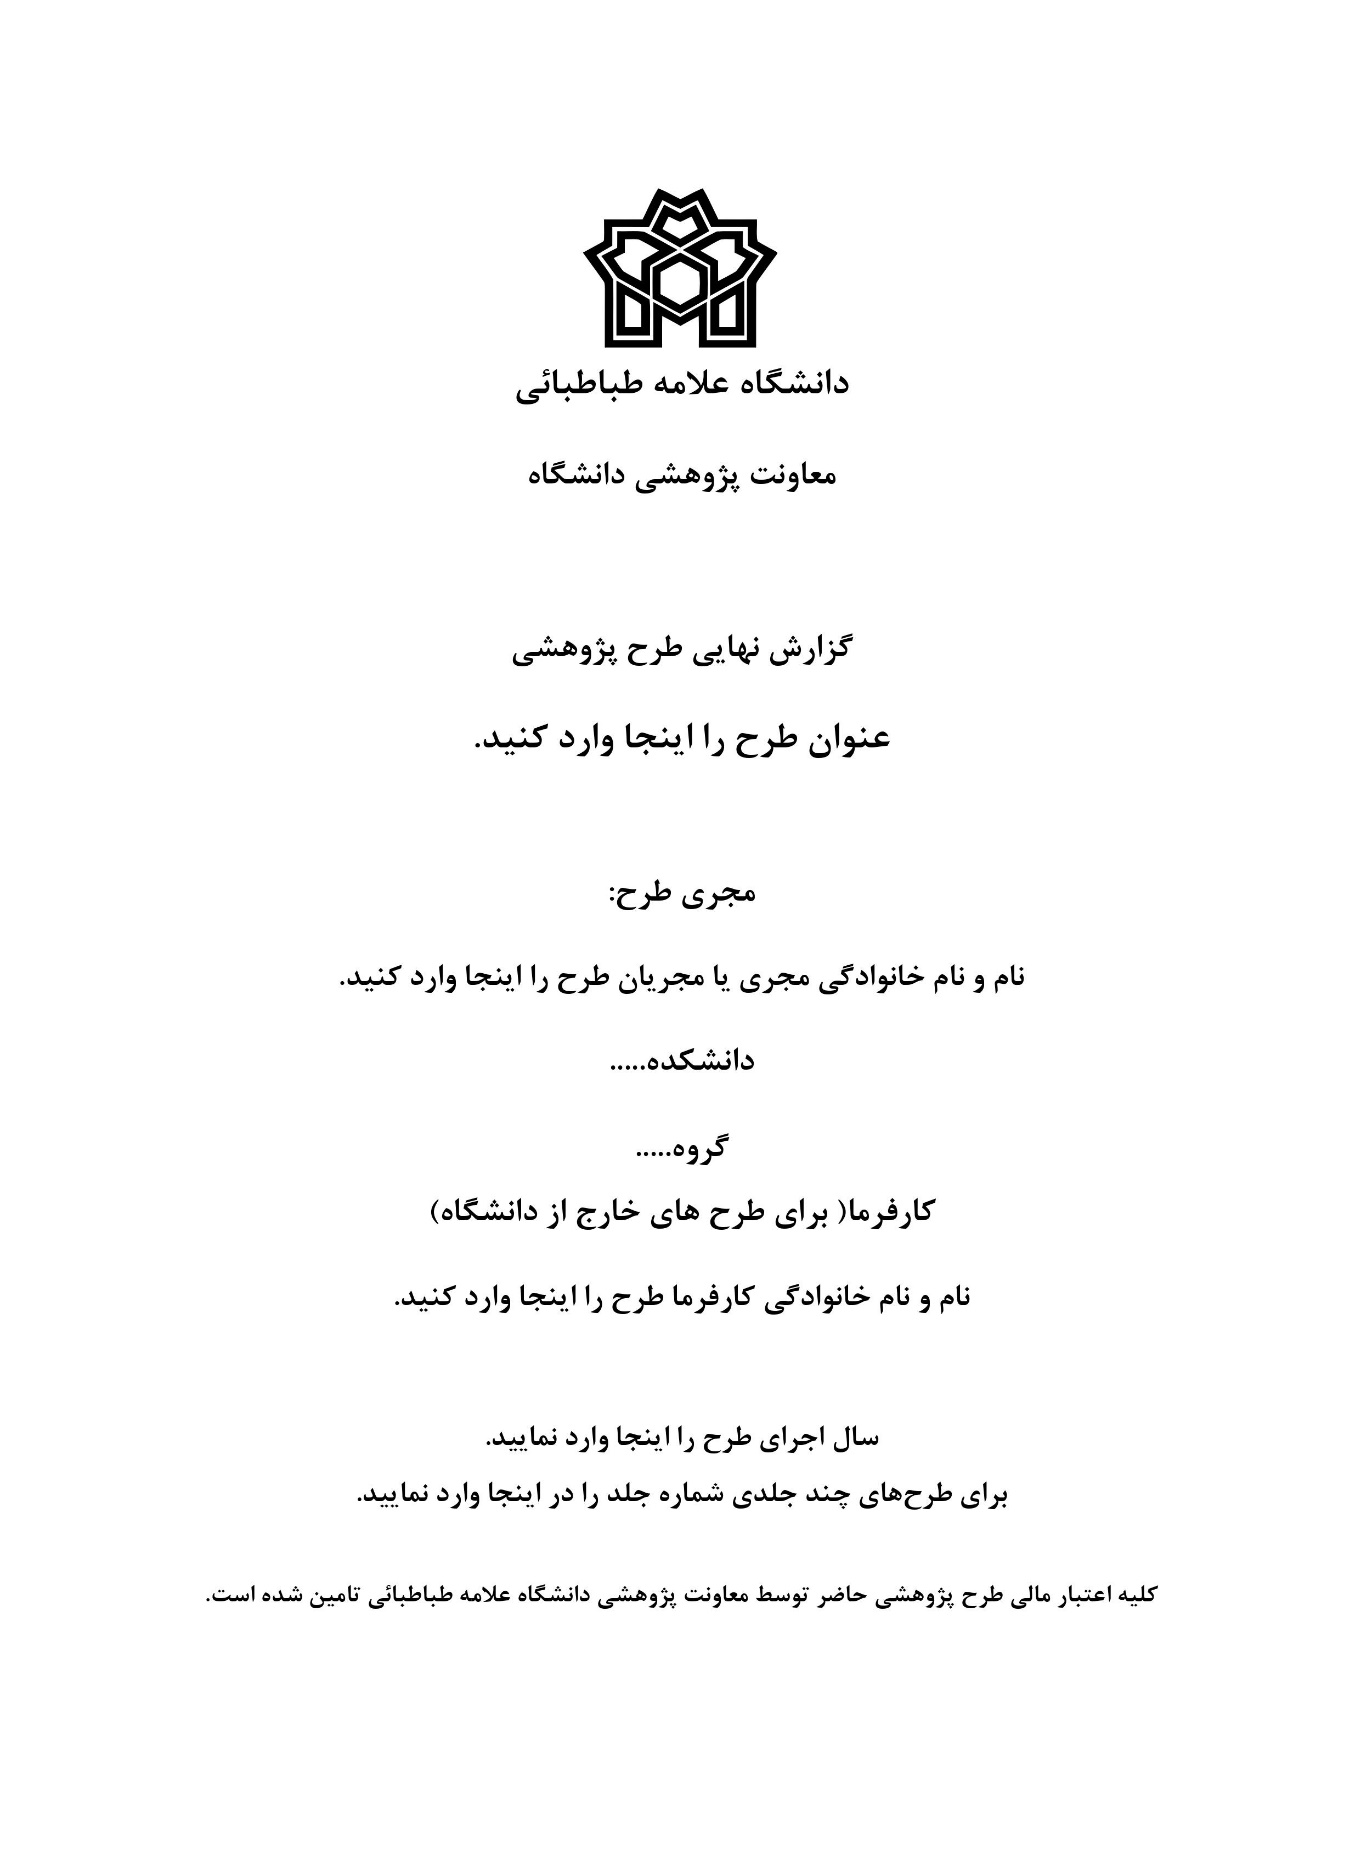 دانشگاه علامه طباطبائی
معاونت پژوهشی دانشگاه
گزارش نهایی طرح پژوهشی
عنوان طرح را اینجا وارد کنید.
مجری طرح:
نام و نام خانوادگی مجری یا مجریان طرح را اینجا وارد کنید.
دانشکده.....
گروه.....
کارفرما( برای طرح های خارج از دانشگاه)
نام و نام خانوادگی کارفرما طرح را اینجا وارد کنید.
سال اجرای طرح را اینجا وارد نمایید.
برای طرح‌های چند جلدی شماره جلد را در اینجا وارد نمایید.
کلیه اعتبار مالی طرح پژوهشی حاضر توسط معاونت پژوهشی دانشگاه علامه طباطبائی تامین شده است.